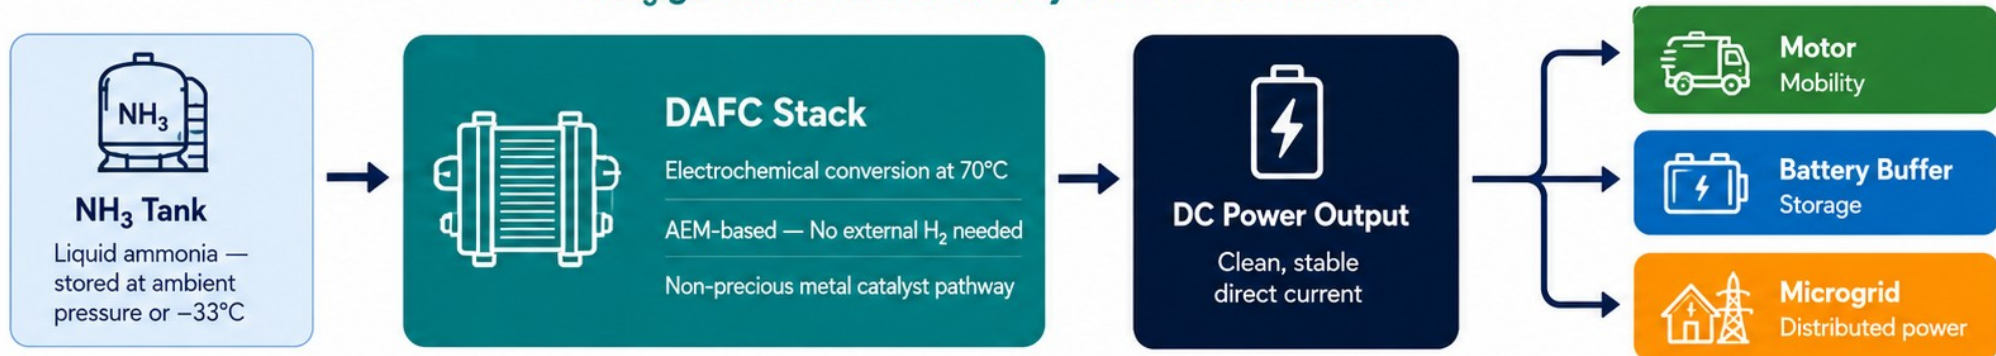 NH₃
NH₃ Tank
Liquid ammonia —
stored at ambient
pressure or –33°C
DAFC Stack
Electrochemical conversion at 70°C
AEM-based — No external H₂ needed
Non-precious metal catalyst pathway
DC Power Output
Clean, stable
direct current
Motor
Mobility
Battery Buffer
Storage
Microgrid
Distributed power